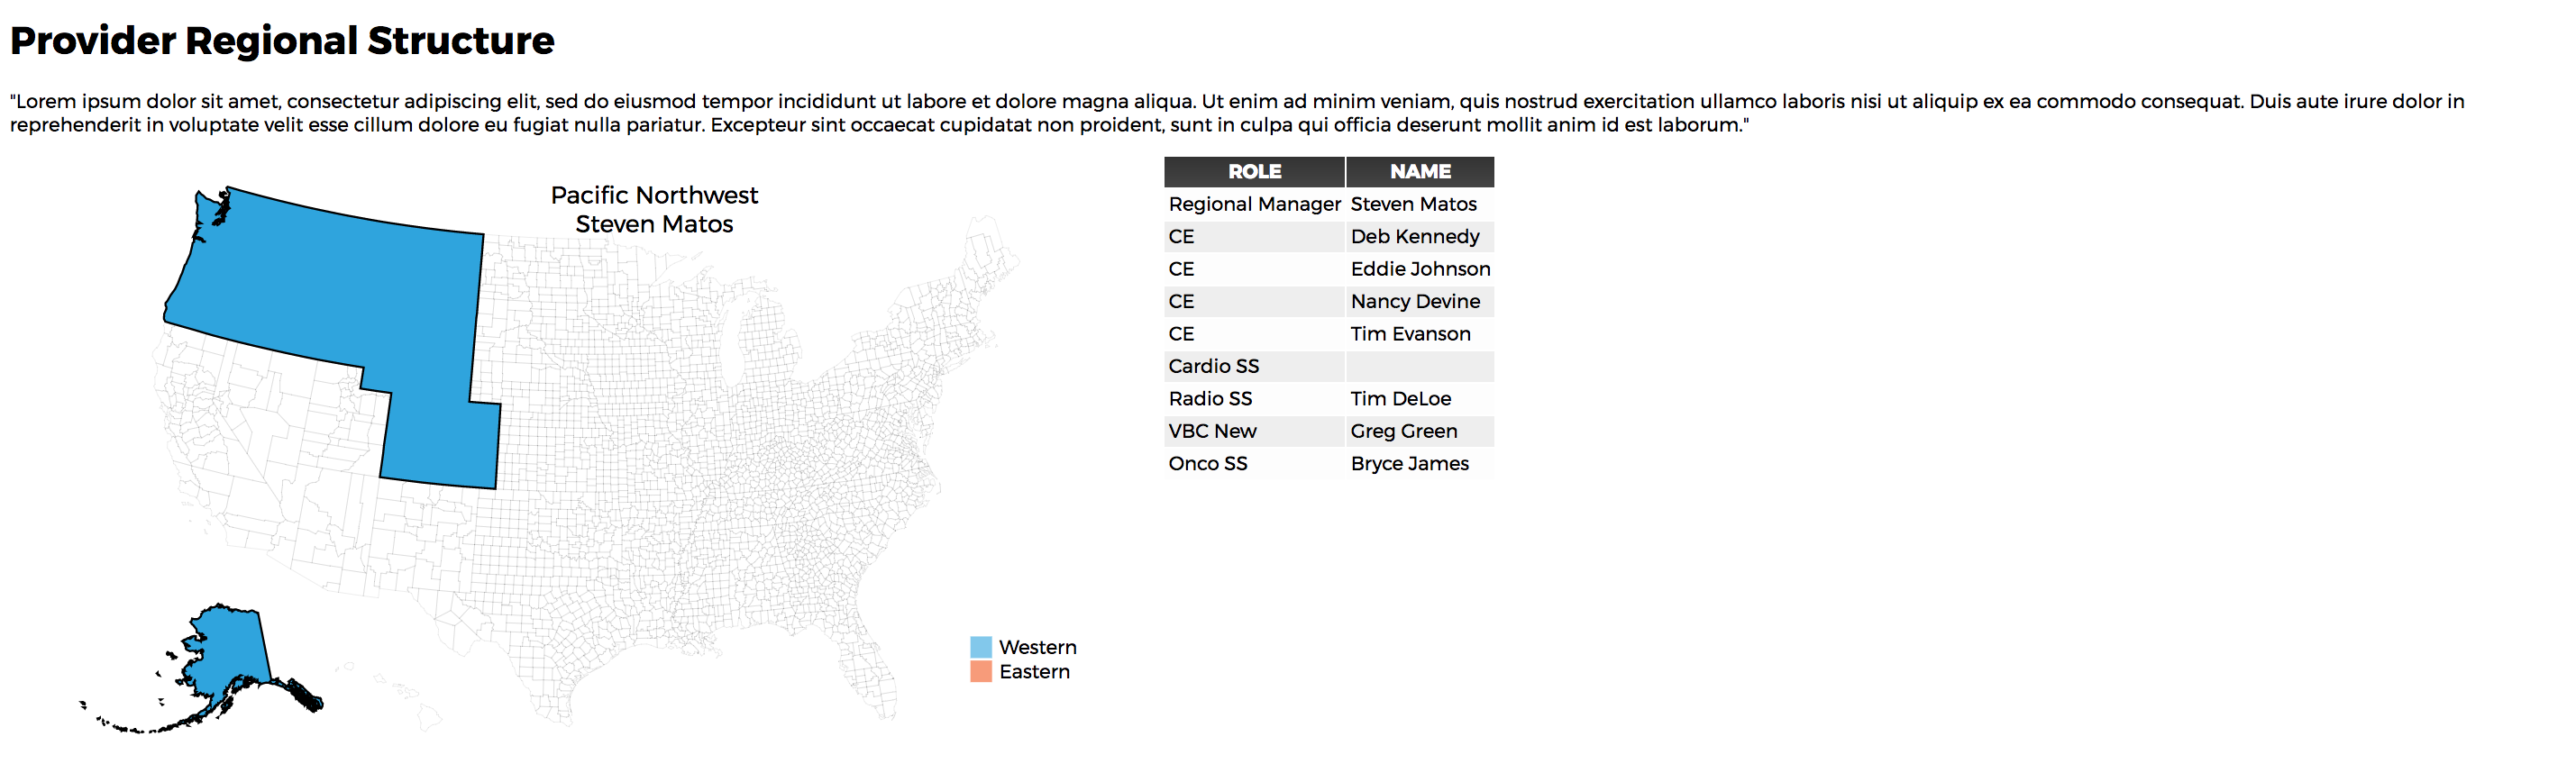 Provider Regional Structure
"Lorem ipsum dolor sit amet, consectetur adipiscing elit, sed do eiusmod tempor incididunt ut labore et dolore magna aliqua. Ut enim ad minim veniam, quis nostrud exercitation ullamco laboris nisi ut aliquip ex ea commodo consequat. Duis aute irure dolor in
reprehenderit in voluptate velit esse cillum dolore eu fugiat nulla pariatur. Excepteur sint occaecat cupidatat non proident, sunt in culpa qui officia deserunt mollit anim id est laborum."
Pacific Northwest
Steven Matos
Western
Eastern
ROLE NAME
Regional Manager Steven Matos
CE Deb Kennedy
CE Eddie Johnson
CE Nancy Devine
CE Tim Evanson
Cardio SS
Radio SS Tim DeLoe
VBC New Greg Green
Onco SS Bryce James